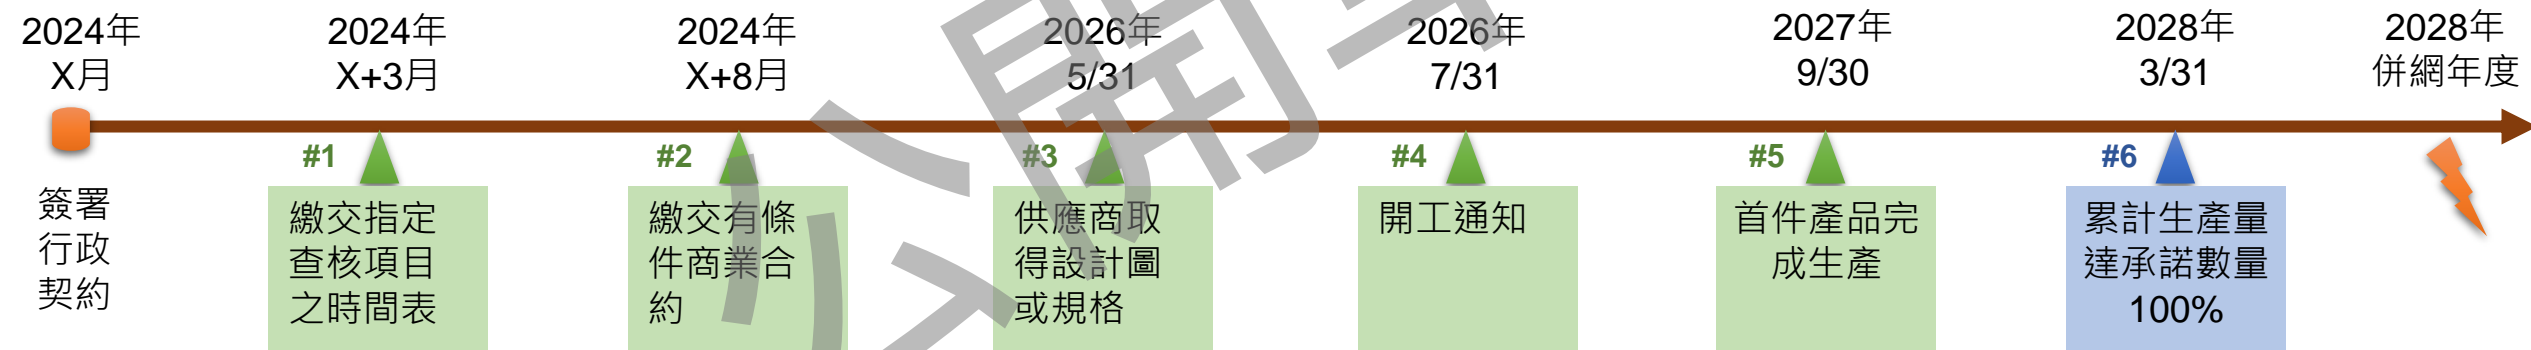 2024年
X月
2024年
X+3月
2024年
X+8月
2026年
5/31
2026年
7/31
2027年
9/30
2028年
3/31
2028年
併網年度
簽署
行政
契約
#1
繳交指定
查核項目
之時間表
#2
繳交有條
件商業合
約
#3
供應商取
得設計圖
或規格
#4
開工通知
#5
首件產品完
成生產
#6
累計生產量
達承諾數量
100%
公開